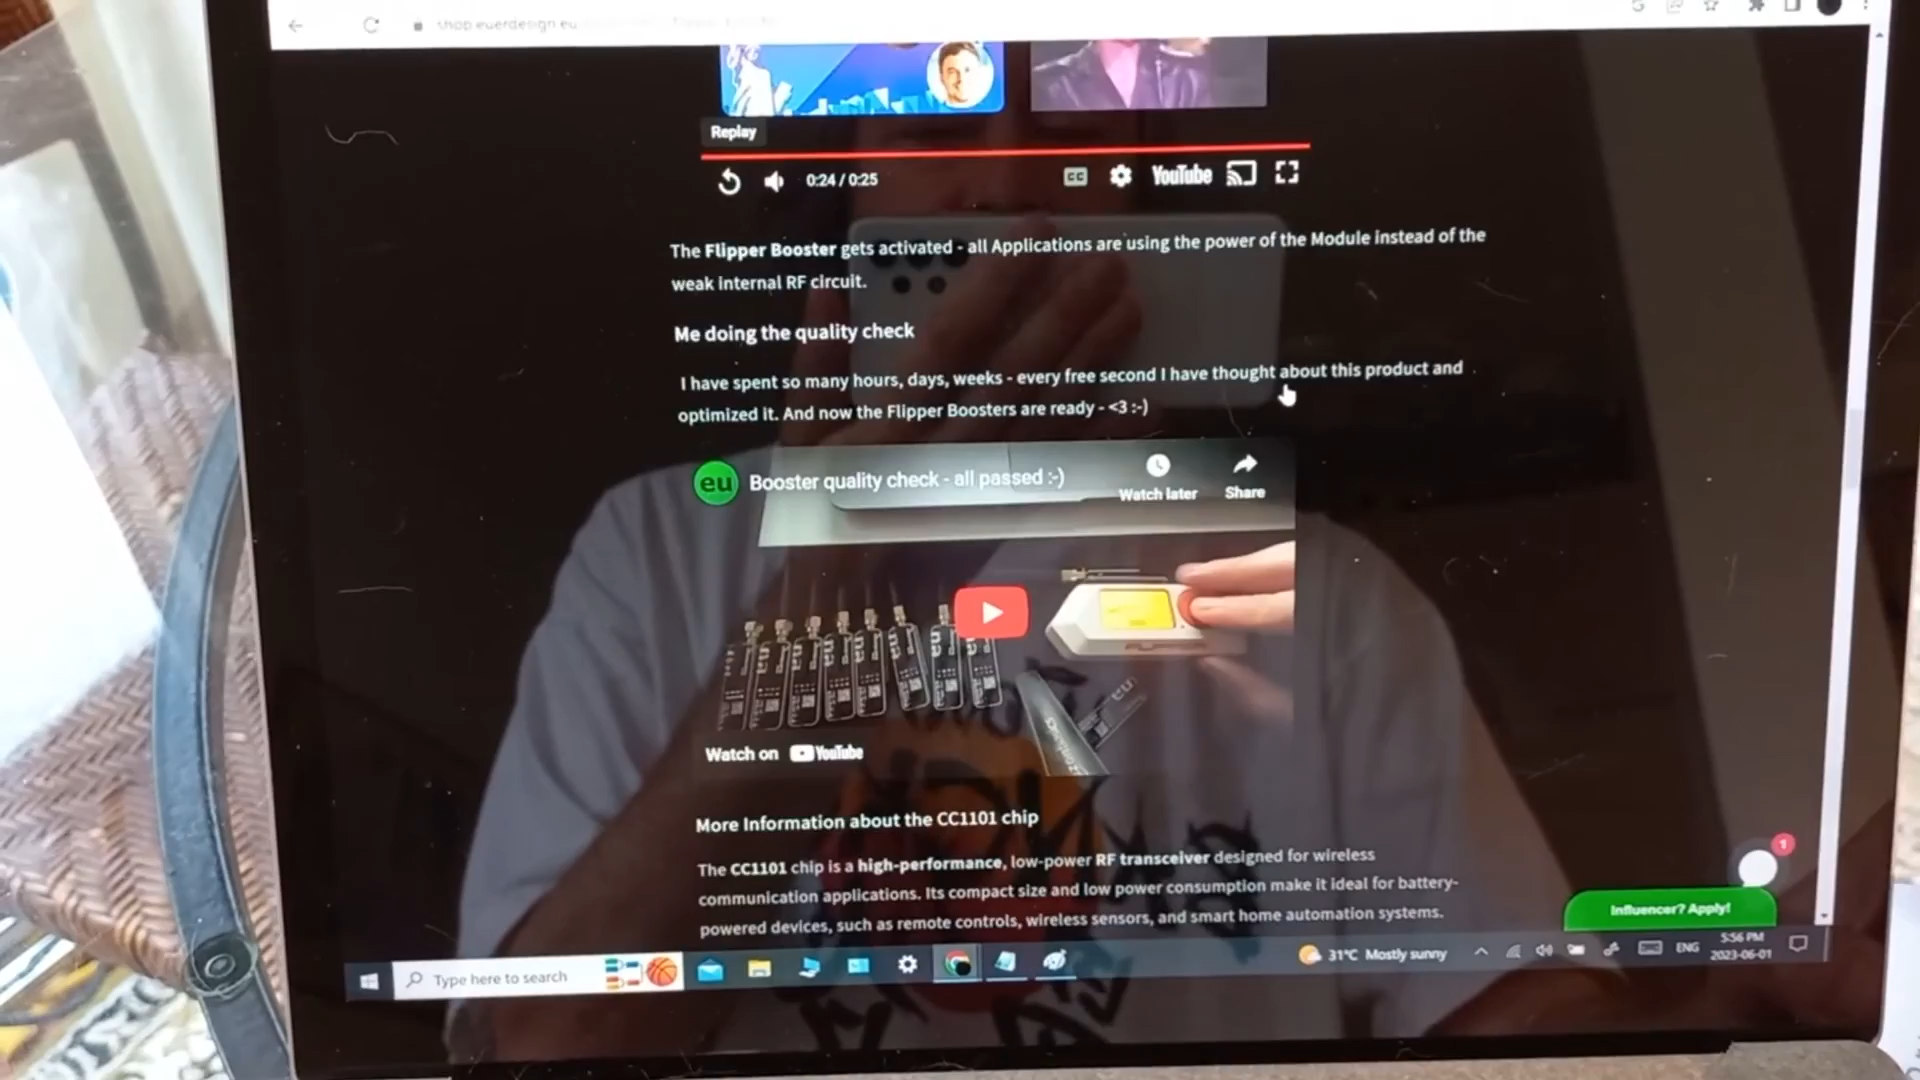 shop.euerdesign.eu
Replay
0:24 / 0:25
CC
YouTube
The Flipper Booster gets activated - all Applications are using the power of the Module instead of the
weak internal RF circuit.
Me doing the quality check
I have spent so many hours, days, weeks - every free second I have thought about this product and
optimized it. And now the Flipper Boosters are ready - <3 :-)
eu
Booster quality check - all passed :-)
Watch later
Share
Watch on YouTube
More Information about the CC1101 chip
The CC1101 chip is a high-performance, low-power RF transceiver designed for wireless
communication applications. Its compact size and low power consumption make it ideal for battery-
powered devices, such as remote controls, wireless sensors, and smart home automation systems.
1
Influencer? Apply!
Type here to search
31°C Mostly sunny
ENG
5:56 PM
2023-06-01